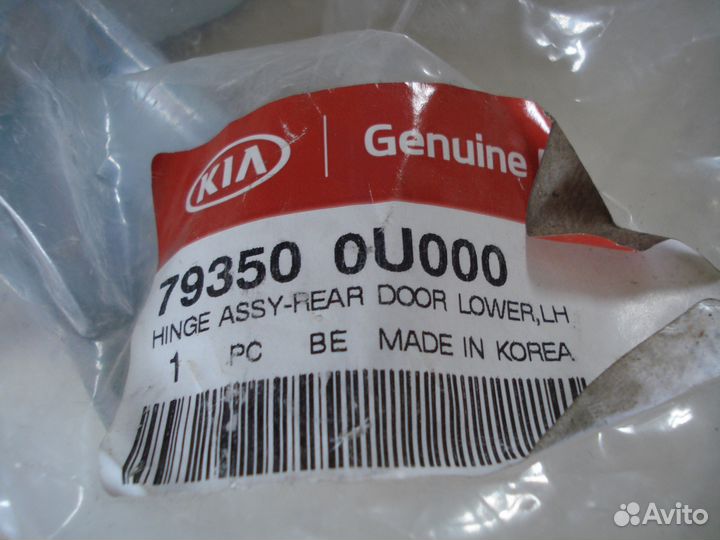 KIA
Genuine
79350 0U000
HINGE ASSY-REAR DOOR LOWER,LH
1 PC BE MADE IN KOREA
Avito